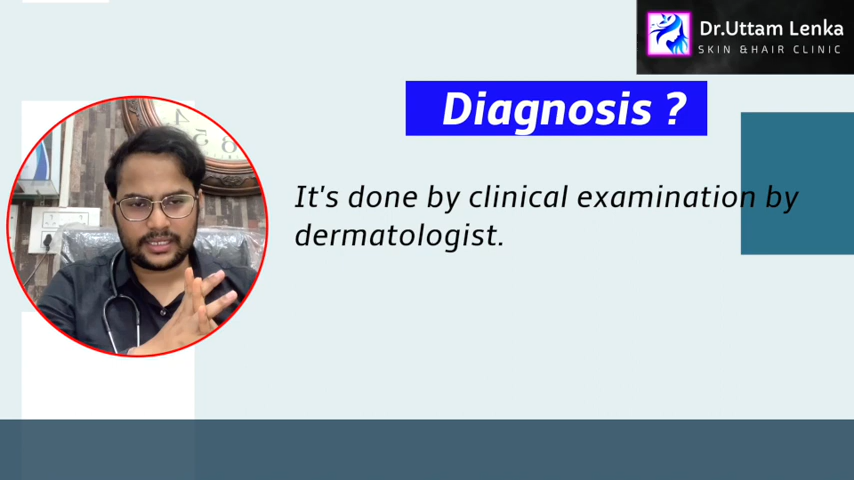 Dr.Uttam Lenka
SKIN &HAIR CLINIC
Diagnosis ?
It's done by clinical examination by
dermatologist.